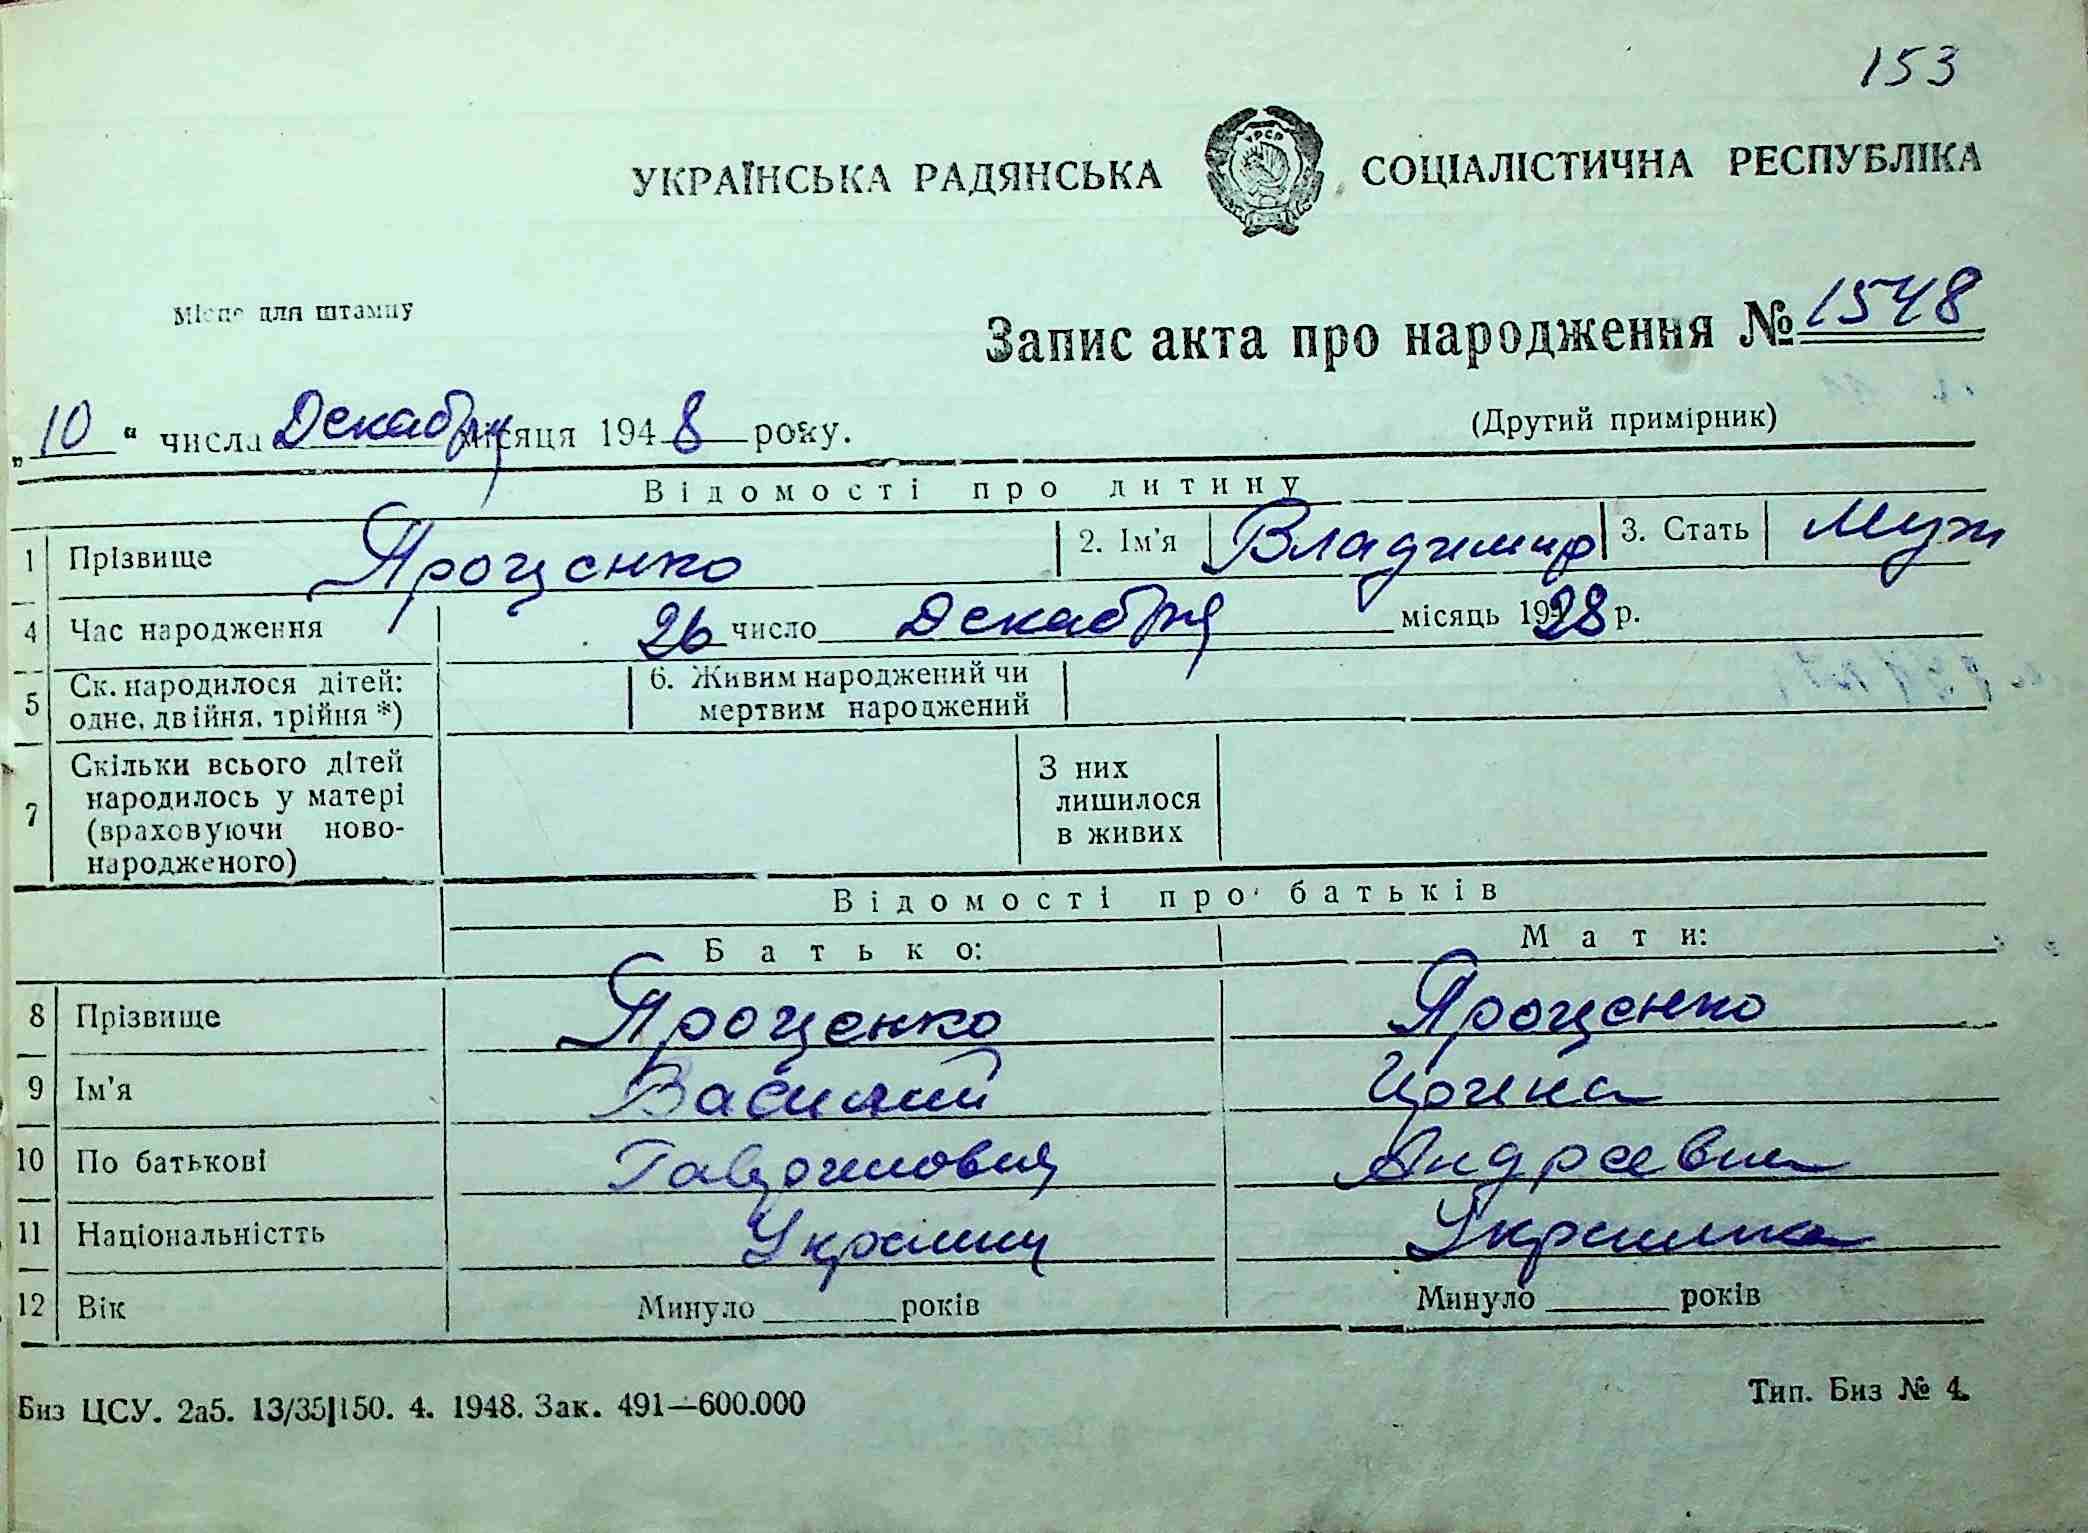 153
УКРАЇНСЬКА РАДЯНСЬКА СОЦІАЛІСТИЧНА РЕСПУБЛІКА
Місце для штампу
Запис акта про народження № 1548
„10“ числа Декабря місяця 1948 року.
(Другий примірник)
Відомості про дитину
1 Прізвище Яроценко 2. Ім'я Владимир 3. Стать Муж
4 Час народження 26 число Декабря місяць 1928 р.
5 Ск. народилося дітей: одне, двійня, трійня *) 6. Живим народжений чи мертвим народжений
7 Скільки всього дітей народилось у матері (враховуючи новонародженого) З них лишилося в живих
Відомості про батьків
Батько: Мати:
8 Прізвище Яроценко Яроценко
9 Ім'я Василий
10 По батькові Андреевна
11 Національністть Украинец Украинка
12 Вік Минуло ____ років Минуло ____ років
Биз ЦСУ. 2а5. 13/35|150. 4. 1948. Зак. 491—600.000
Тип. Биз № 4.